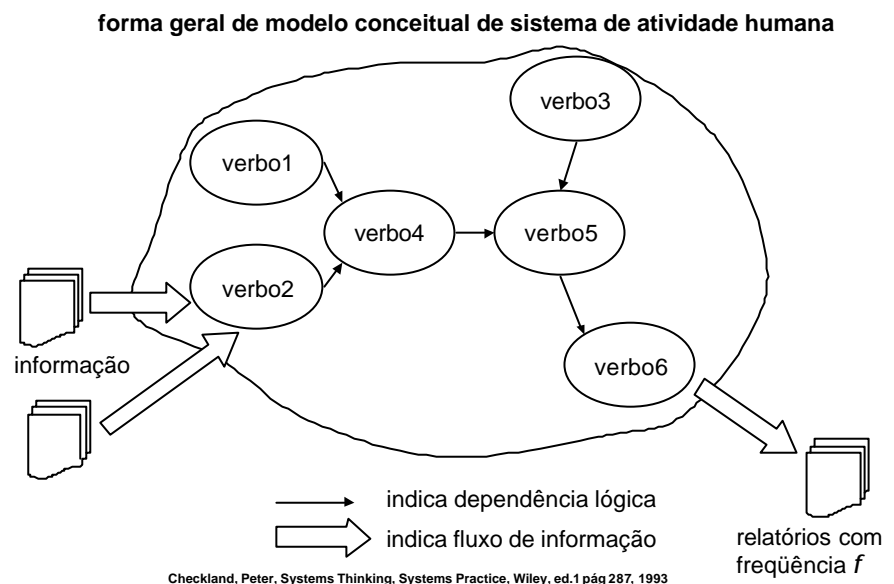 forma geral de modelo conceitual de sistema de atividade humana
verbo3
verbo1
verbo4
verbo5
verbo2
informação
verbo6
indica dependência lógica
indica fluxo de informação
relatórios com
freqüência f
Checkland, Peter, Systems Thinking, Systems Practice, Wiley, ed.1 pág 287, 1993